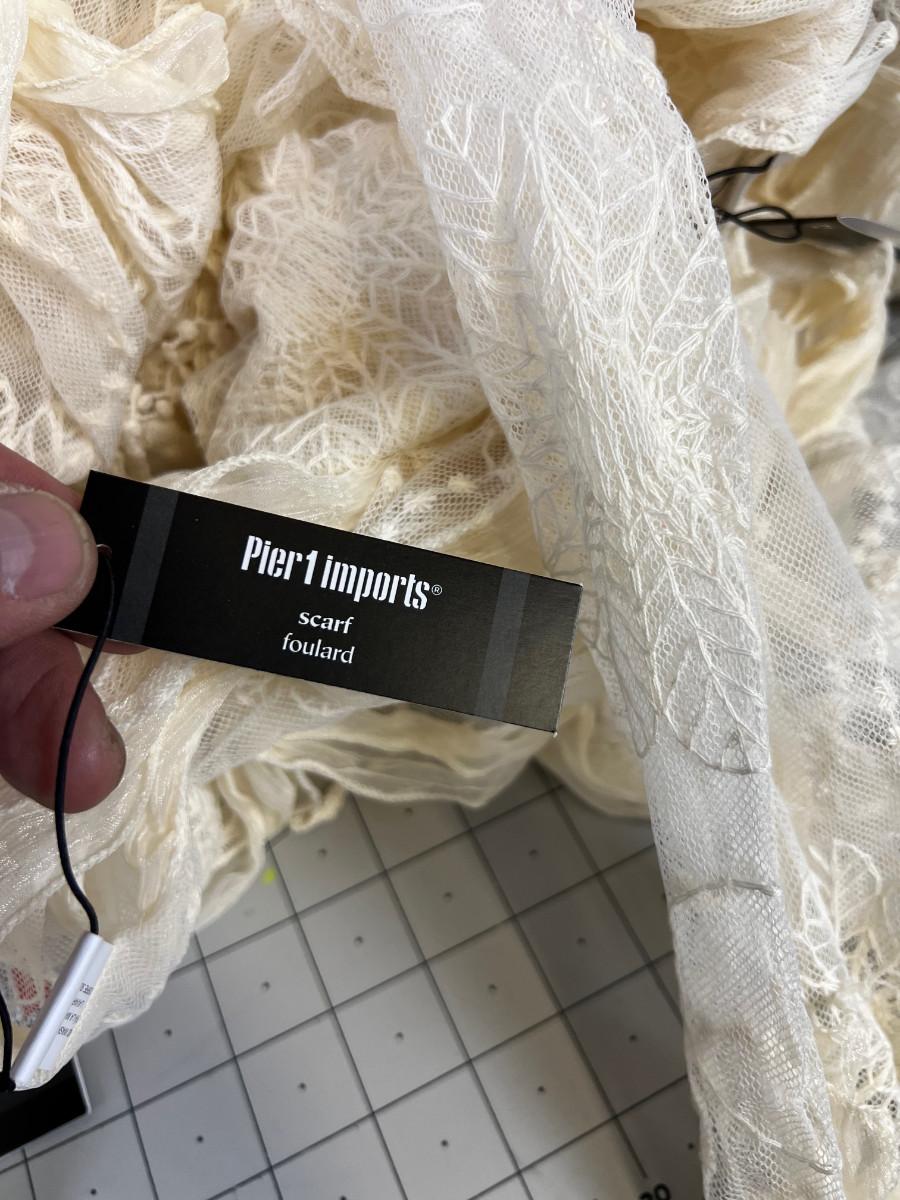 Pier1 imports®
scarf
foulard